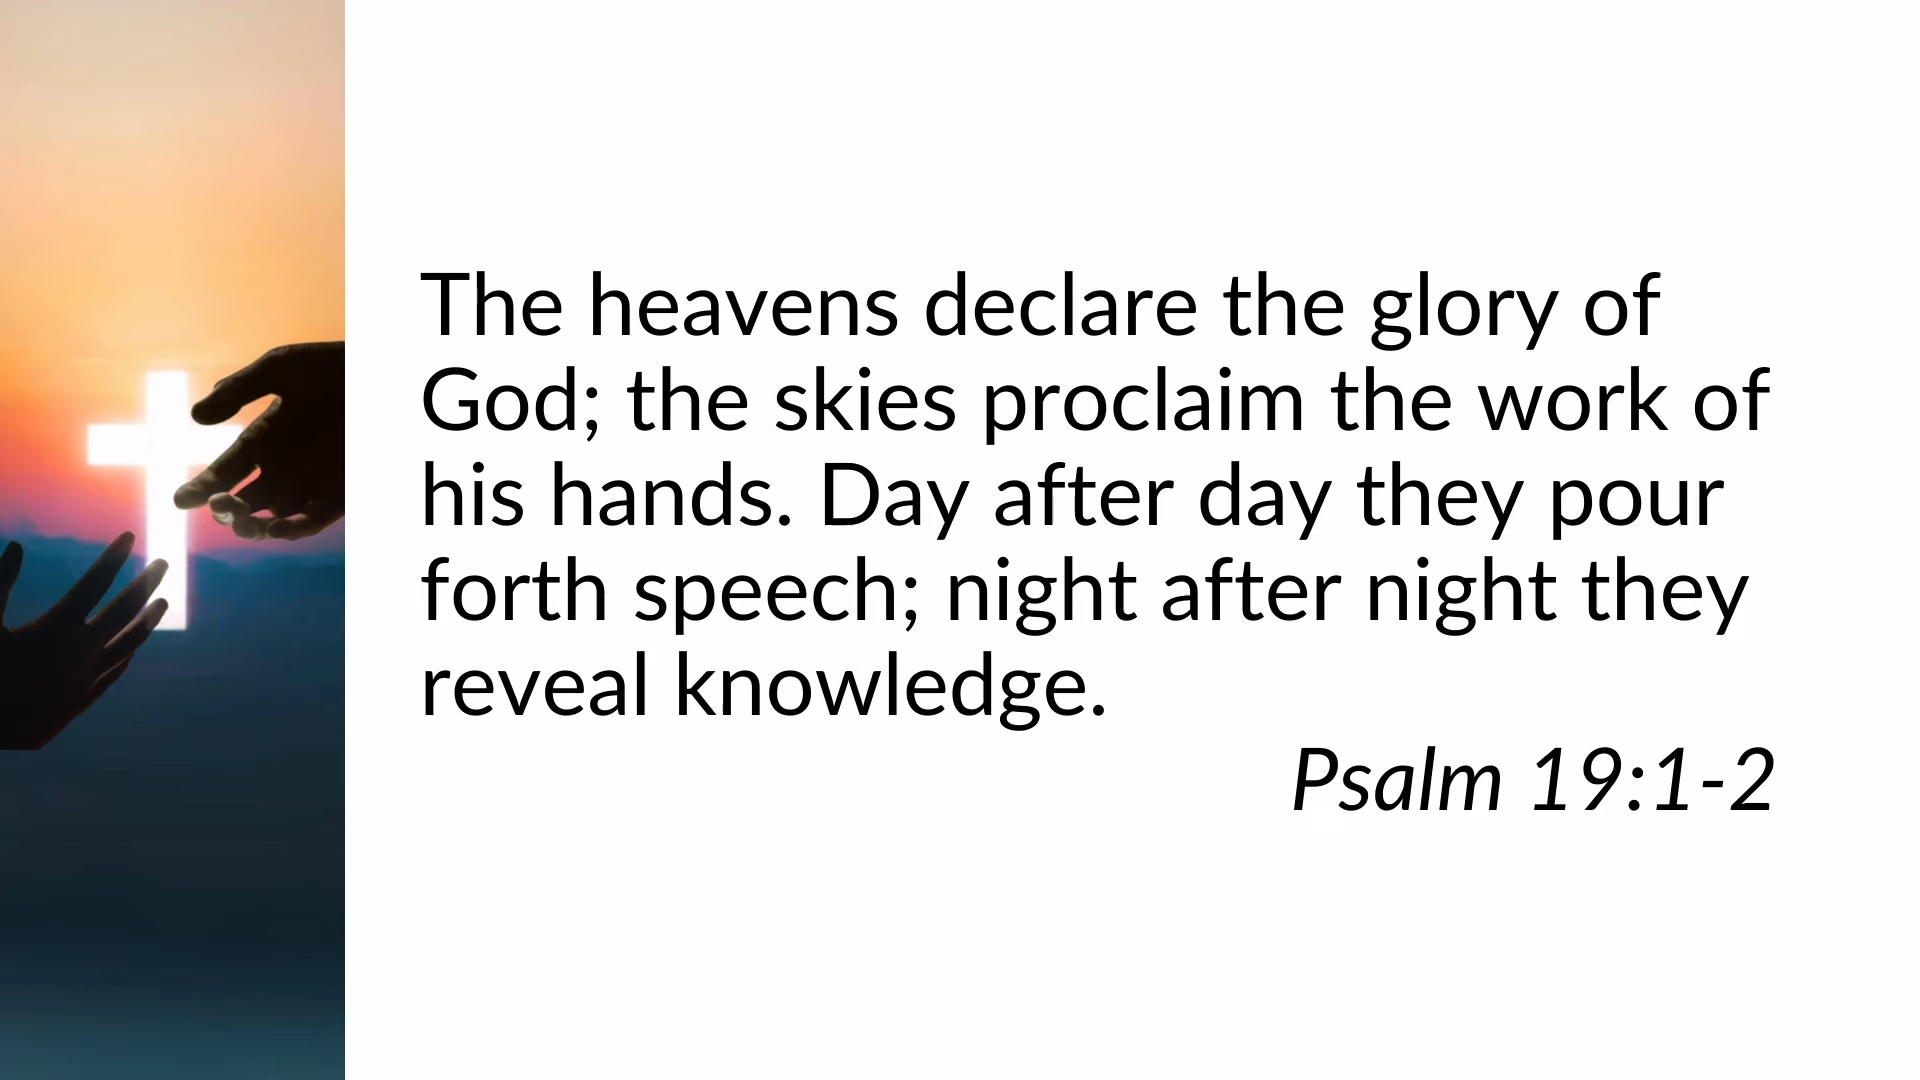 The heavens declare the glory of
God; the skies proclaim the work of
his hands. Day after day they pour
forth speech; night after night they
reveal knowledge.
Psalm 19:1-2